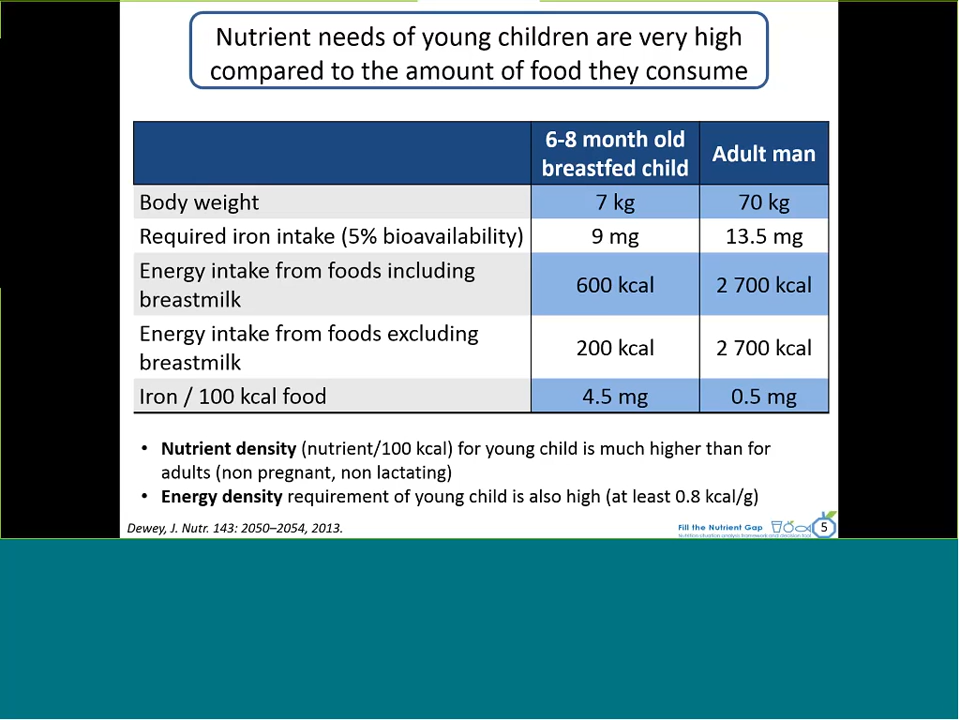 Nutrient needs of young children are very high
compared to the amount of food they consume
6-8 month old
breastfed child
Adult man
Body weight 7 kg 70 kg
Required iron intake (5% bioavailability) 9 mg 13.5 mg
Energy intake from foods including
breastmilk 600 kcal 2 700 kcal
Energy intake from foods excluding
breastmilk 200 kcal 2 700 kcal
Iron / 100 kcal food 4.5 mg 0.5 mg
• Nutrient density (nutrient/100 kcal) for young child is much higher than for
adults (non pregnant, non lactating)
• Energy density requirement of young child is also high (at least 0.8 kcal/g)
Dewey, J. Nutr. 143: 2050–2054, 2013.
Fill the Nutrient Gap
5